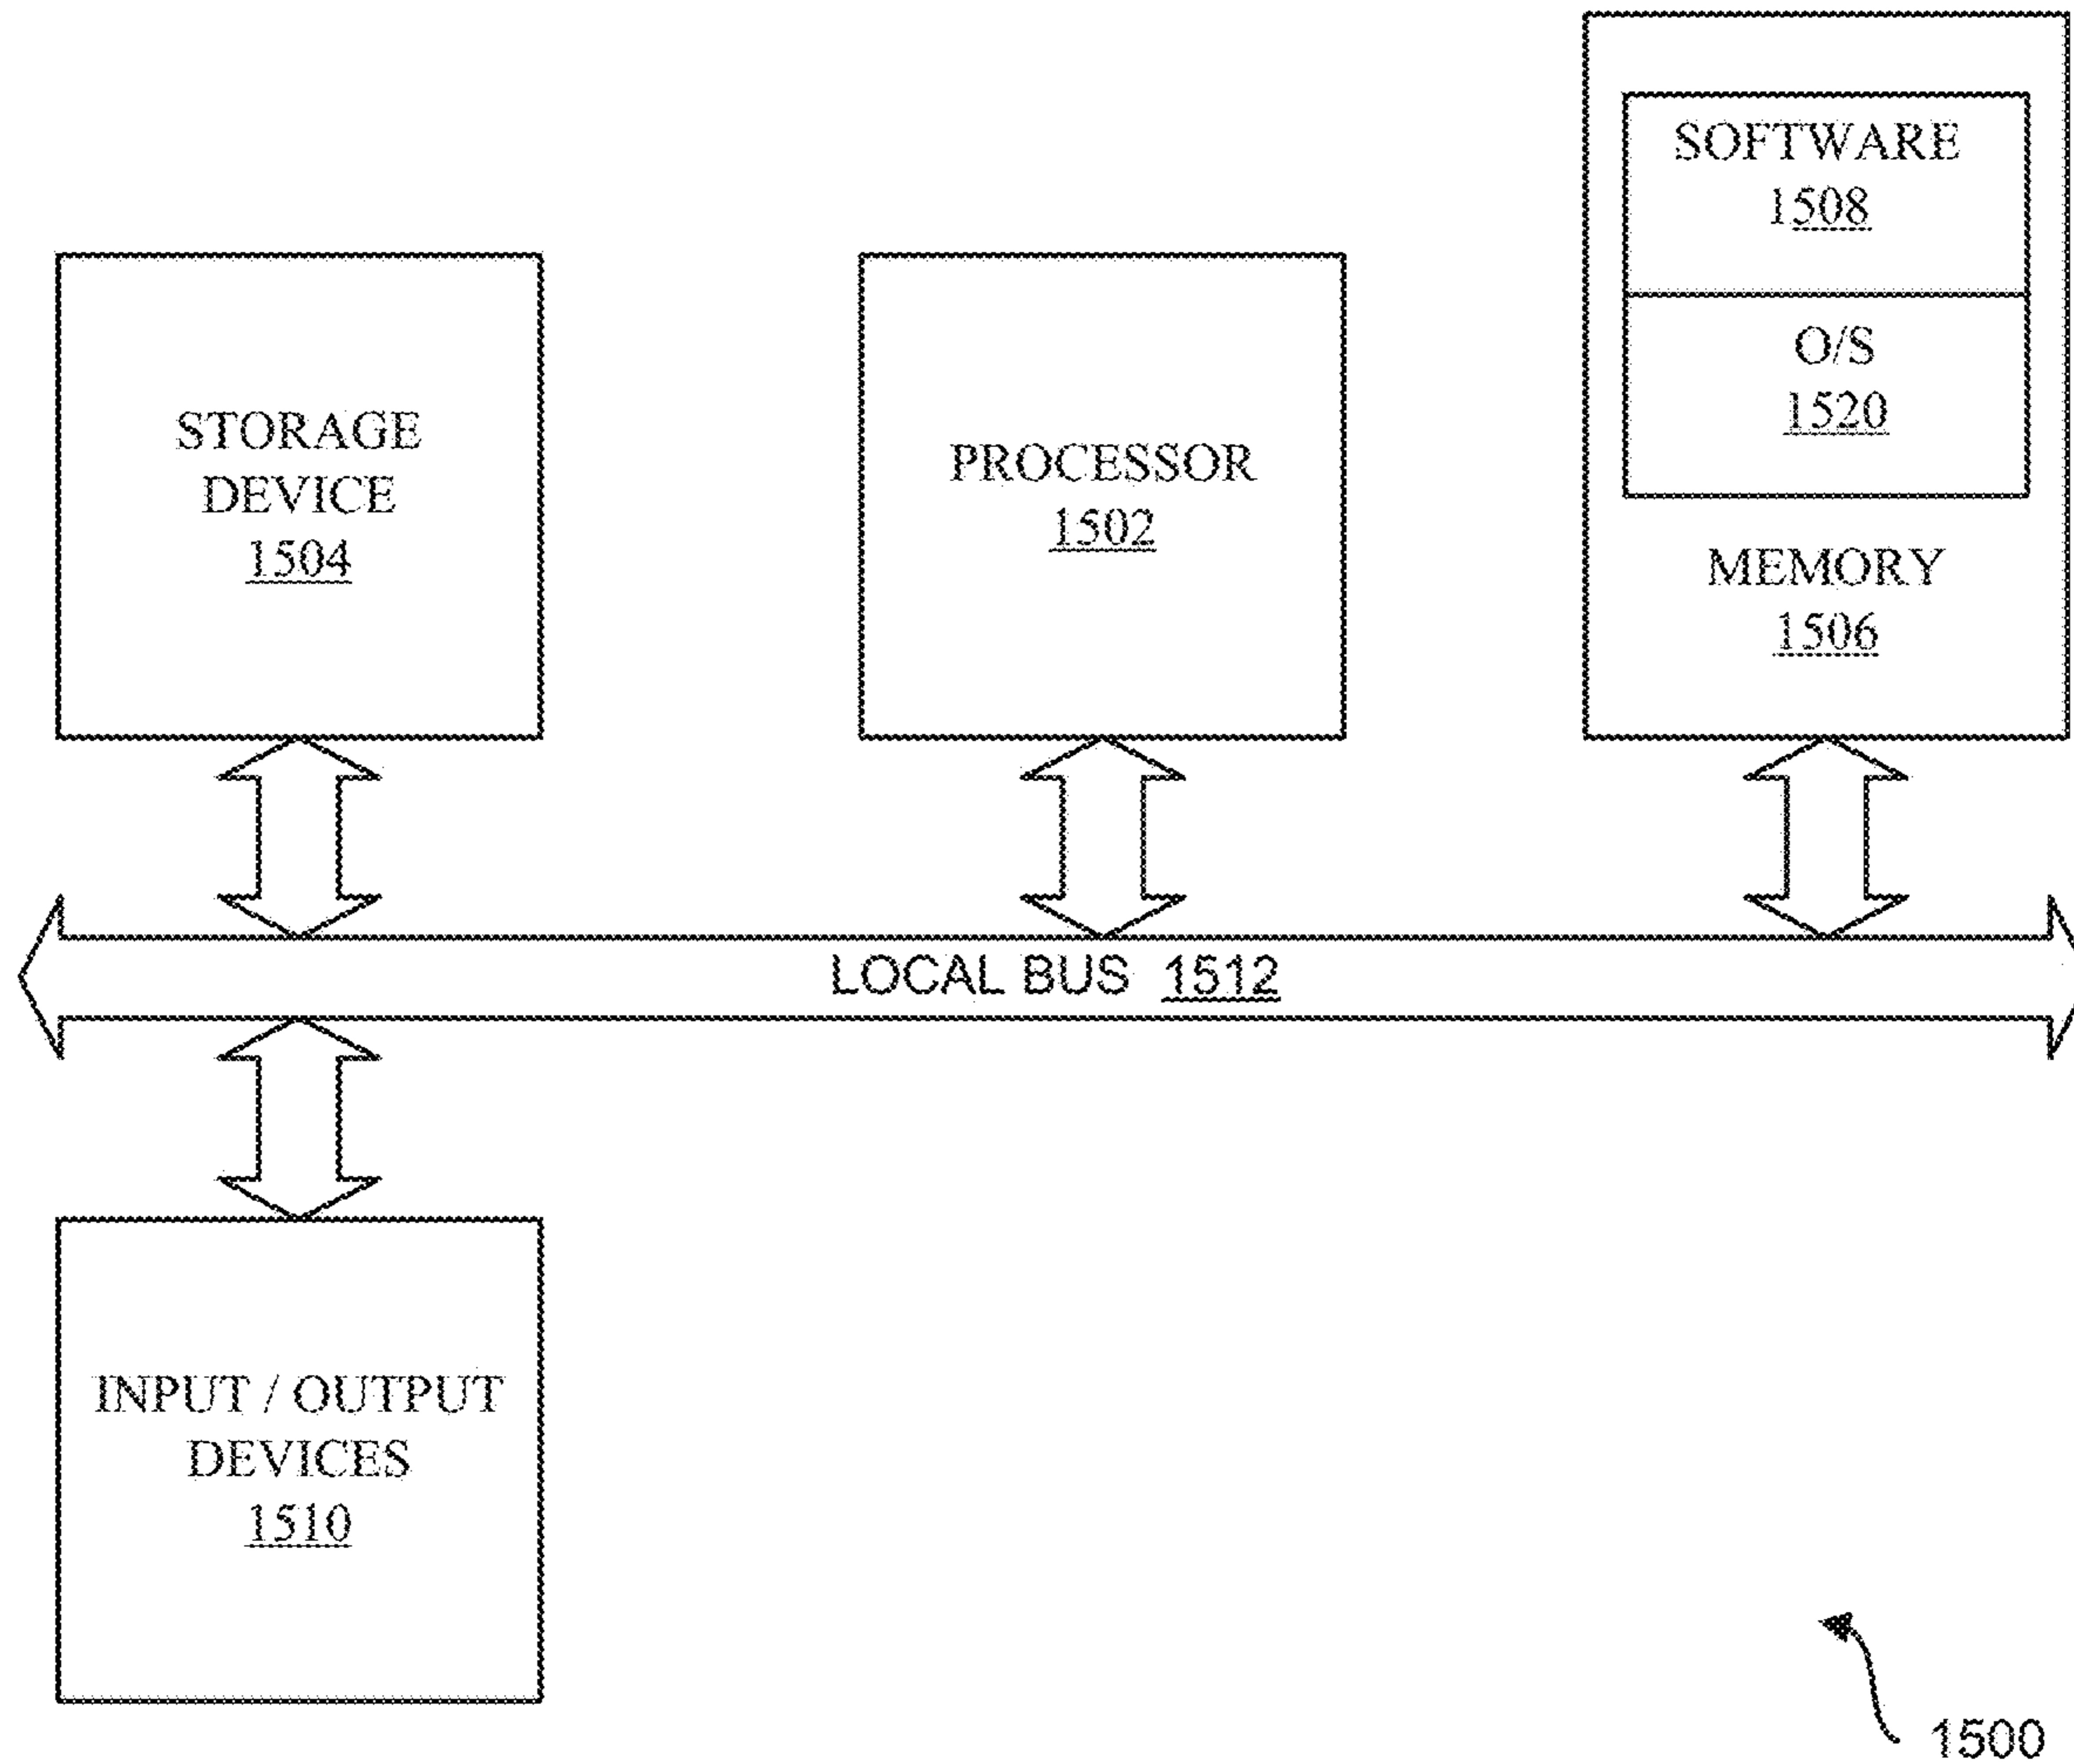 SOFTWARE
1508
O/S
1520
MEMORY
1506
STORAGE
DEVICE
1504
PROCESSOR
1502
LOCAL BUS 1512
INPUT / OUTPUT
DEVICES
1510
1500